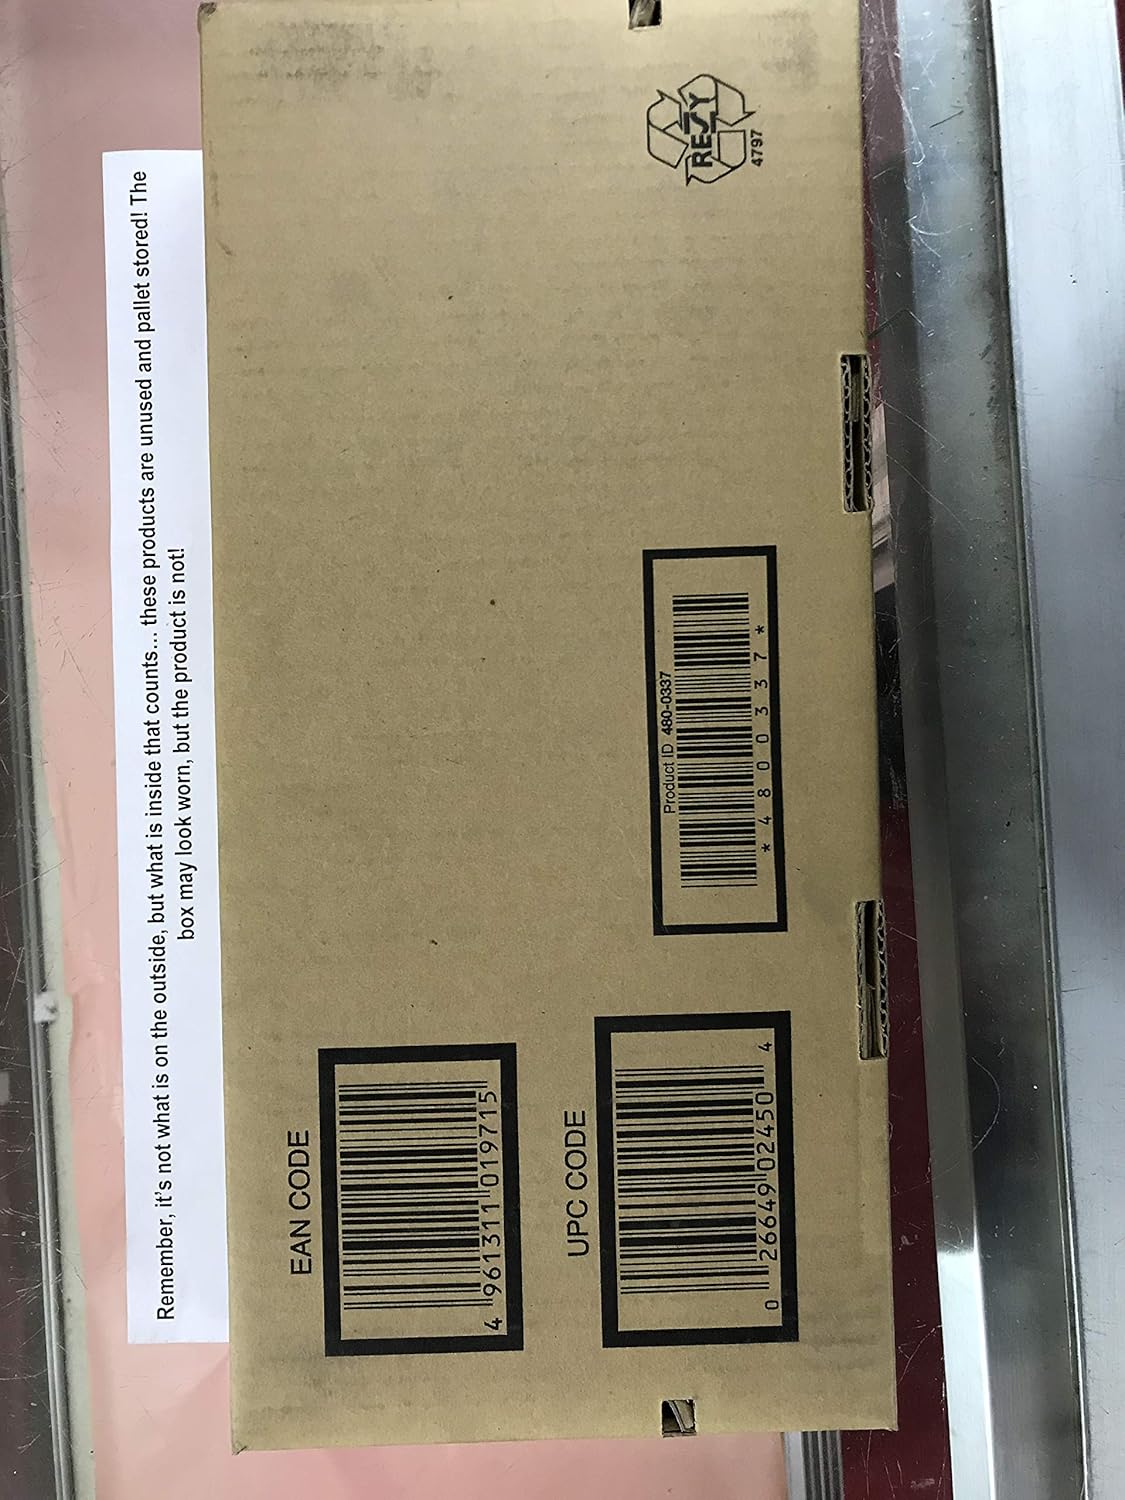 Remember, it's not what is on the outside, but what is inside that counts... these products are unused and pallet stored! The
box may look worn, but the product is not!
EAN CODE
4 961311 019715
UPC CODE
0 26649 02450 4
Product ID 480-0337
* 4 8 0 0 3 3 7 *
RESY
4797